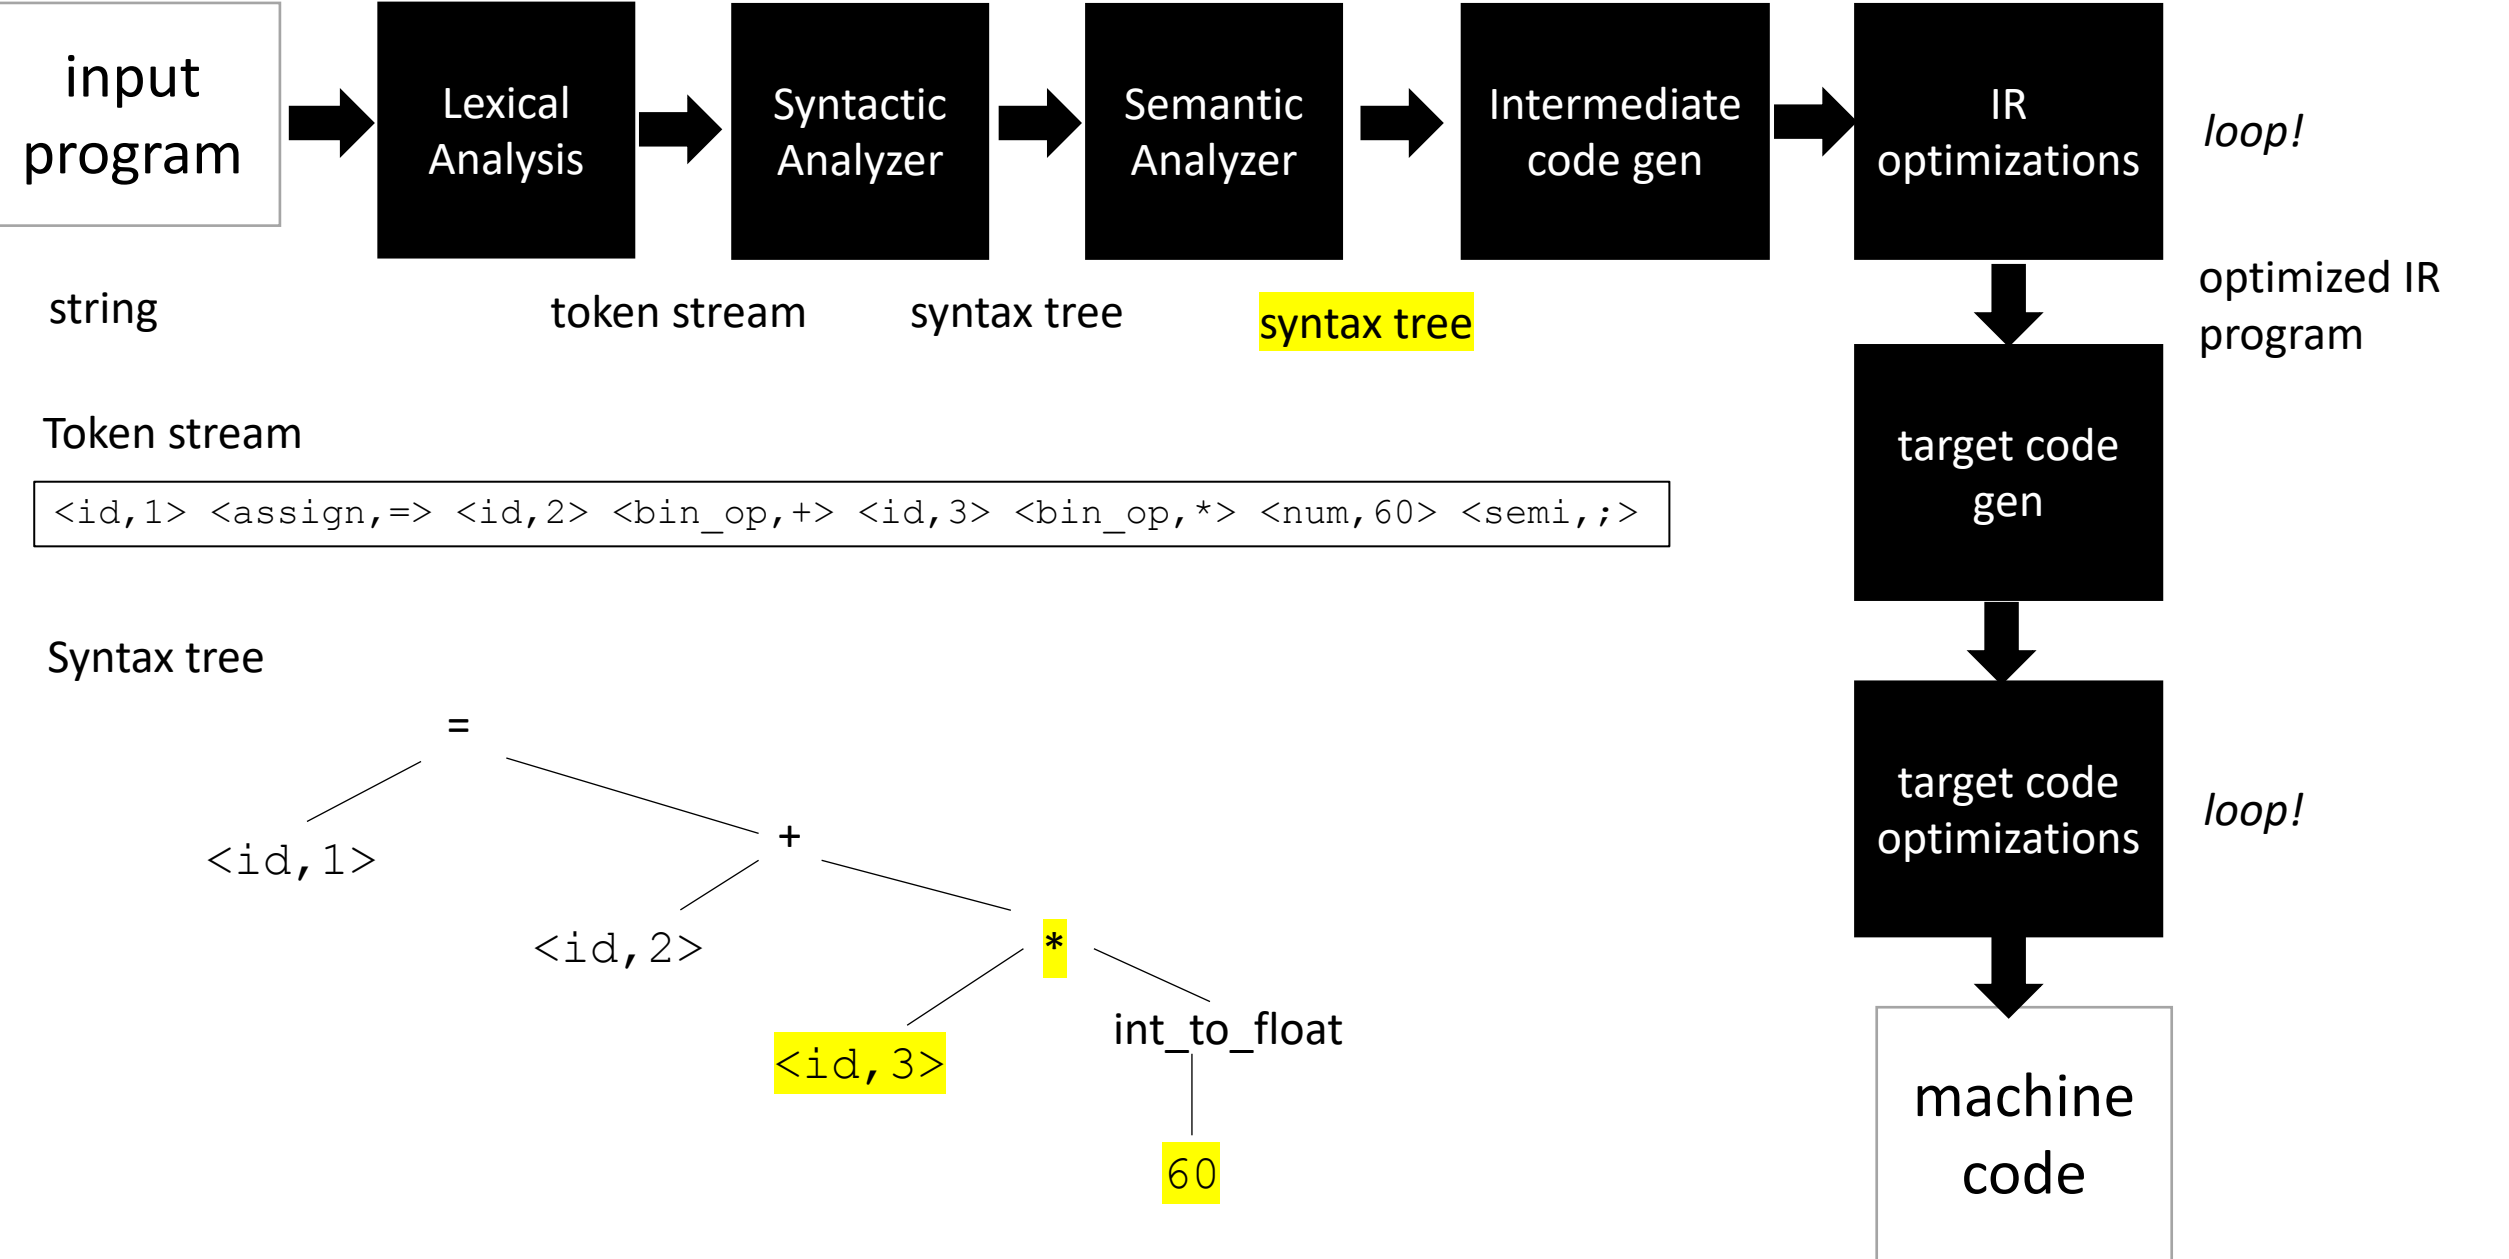 input
program
Lexical
Analysis
Syntactic
Analyzer
Semantic
Analyzer
Intermediate
code gen
IR
optimizations
loop!
string
token stream
syntax tree
syntax tree
optimized IR
program
Token stream
<id,1> <assign,=> <id,2> <bin_op,+> <id,3> <bin_op,*> <num,60> <semi,;>
target code
gen
Syntax tree
=
<id,1>
+
<id,2>
*
<id,3>
int_to_float
60
target code
optimizations
loop!
machine
code